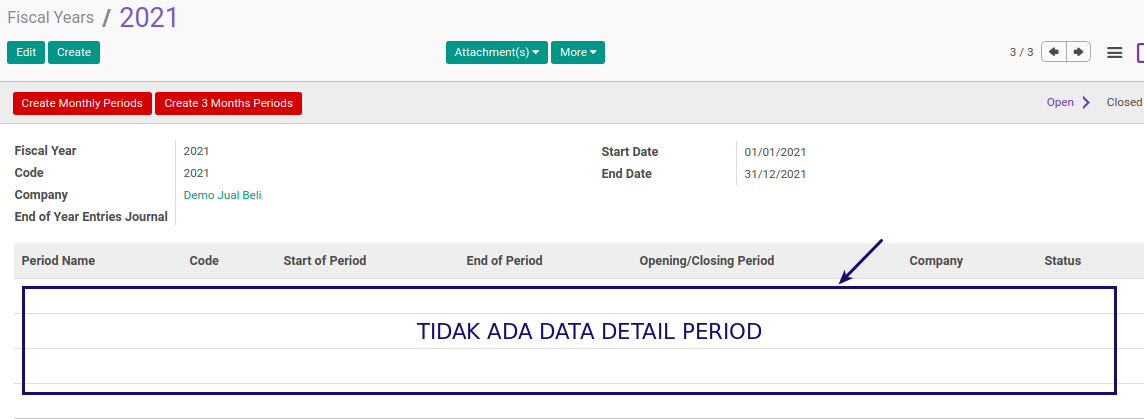 Fiscal Years / 2021
Edit Create Attachment(s) More 3 / 3
Create Monthly Periods Create 3 Months Periods Open Closed
Fiscal Year 2021 Start Date 01/01/2021
Code 2021 End Date 31/12/2021
Company Demo Jual Beli
End of Year Entries Journal
Period Name Code Start of Period End of Period Opening/Closing Period Company Status
TIDAK ADA DATA DETAIL PERIOD